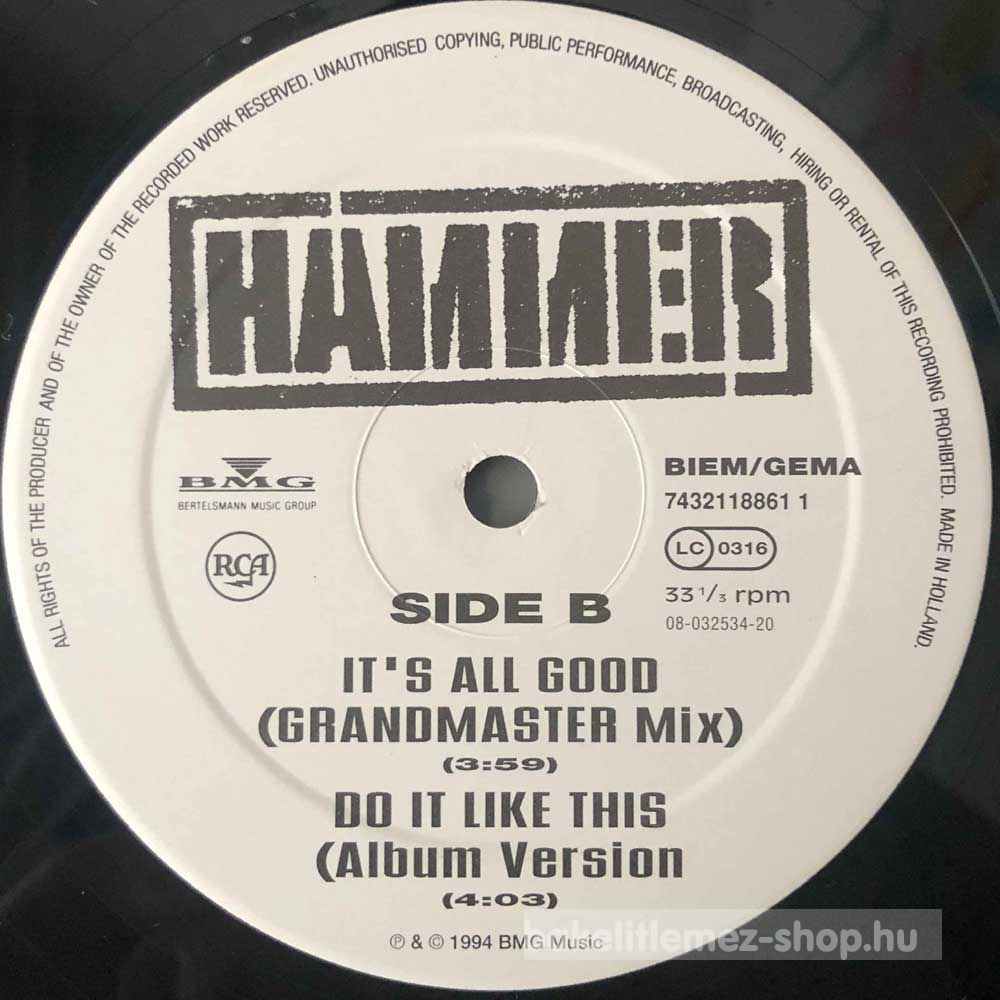 ALL RIGHTS OF THE PRODUCER AND OF THE OWNER OF THE RECORDED WORK RESERVED. UNAUTHORISED COPYING, PUBLIC PERFORMANCE, BROADCASTING, HIRING OR RENTAL OF THIS RECORDING PROHIBITED. MADE IN HOLLAND.
HAMMER
BMG
BERTELSMANN MUSIC GROUP
RCA
BIEM/GEMA
7432118861 1
LC 0316
33 1/3 rpm
08-032534-20
SIDE B
IT'S ALL GOOD
(GRANDMASTER Mix)
(3:59)
DO IT LIKE THIS
(Album Version
(4:03)
℗ & © 1994 BMG Music
bakelitlemez-shop.hu